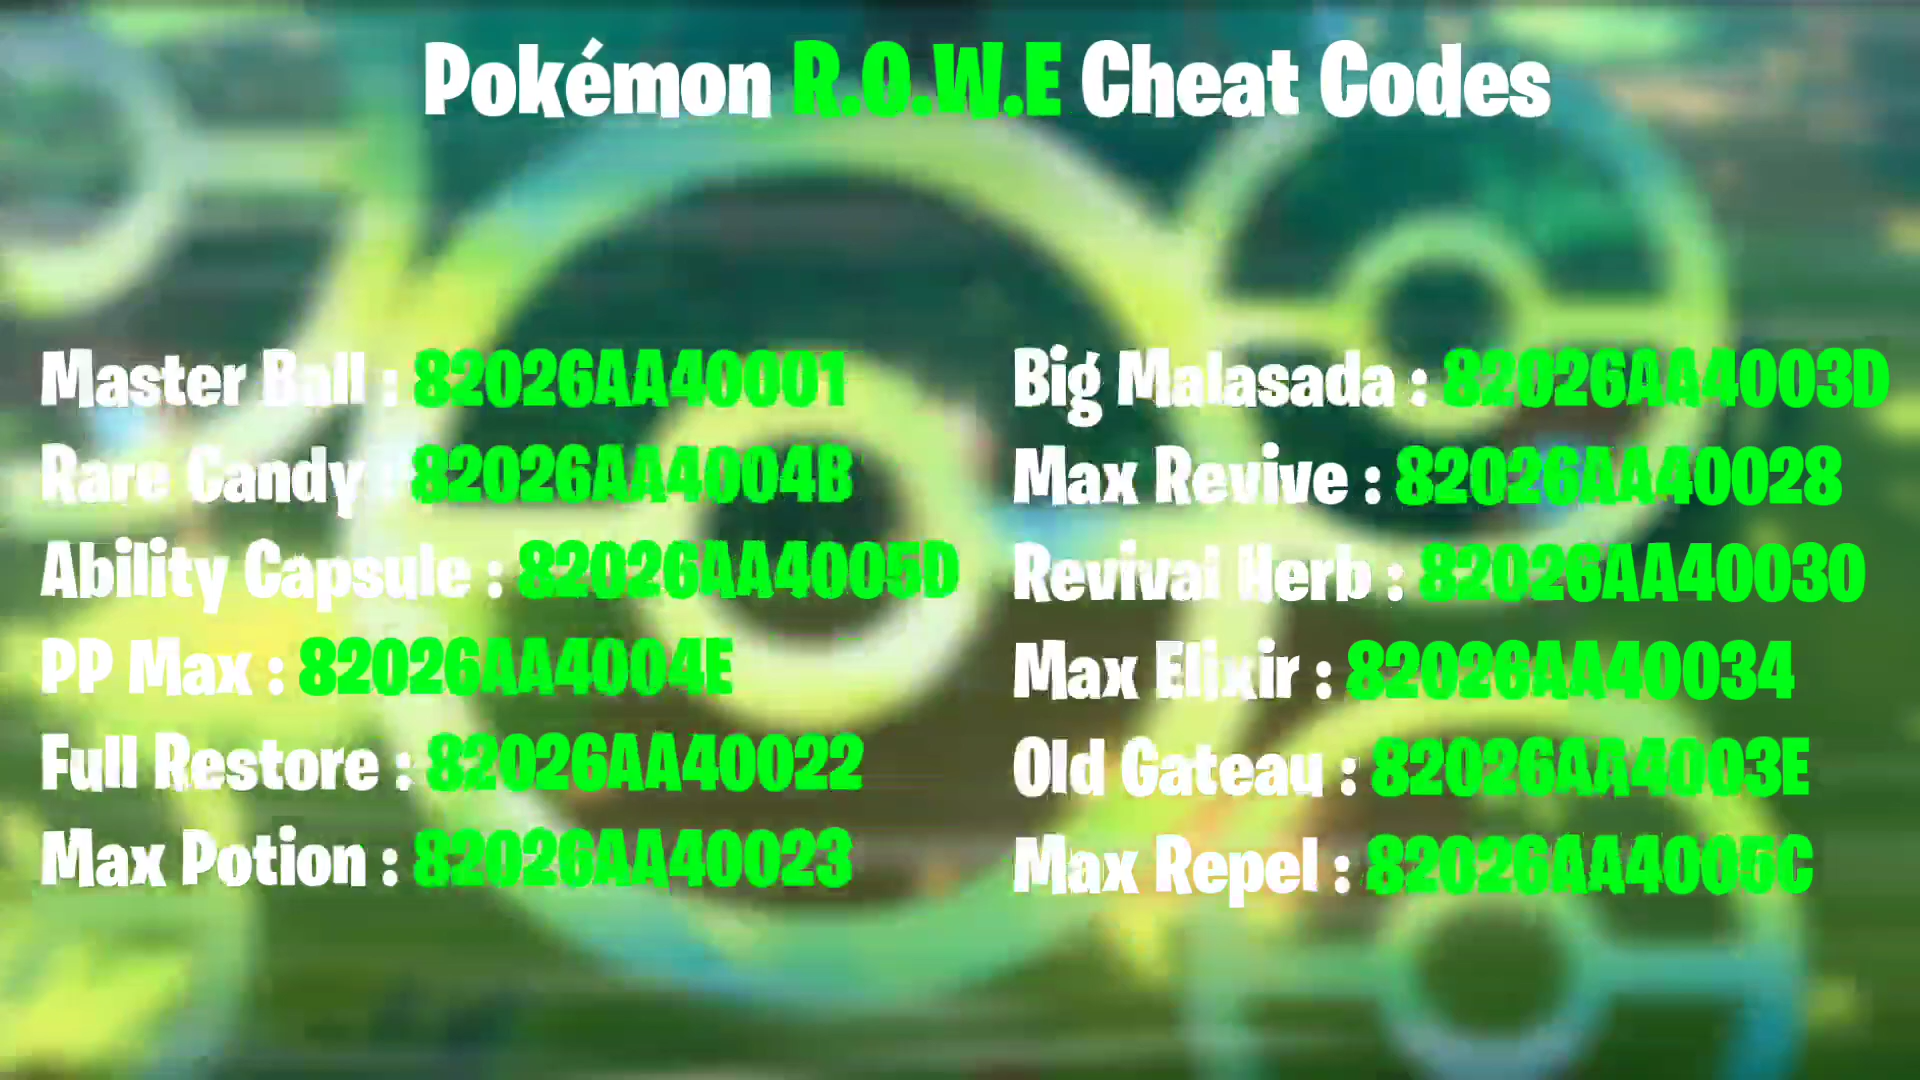 Pokémon R.O.W.E Cheat Codes
Master Ball : 82026AA40001
Rare Candy : 82026AA4004B
Ability Capsule : 82026AA4005D
PP Max : 82026AA4004E
Full Restore : 82026AA40022
Max Potion : 82026AA40023
Big Malasada : 82026AA4003D
Max Revive : 82026AA40028
Revival Herb : 82026AA40030
Max Elixir : 82026AA40034
Old Gateau : 82026AA4003E
Max Repel : 82026AA4005C